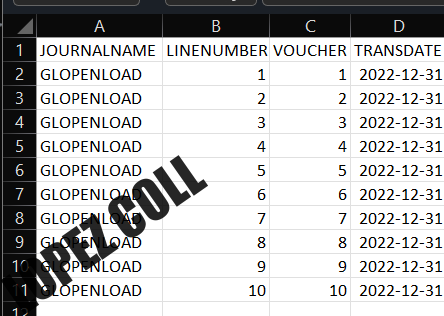 A B C D
1 JOURNALNAME LINENUMBER VOUCHER TRANSDATE
2 GLOPENLOAD 1 1 2022-12-31
3 GLOPENLOAD 2 2 2022-12-31
4 GLOPENLOAD 3 3 2022-12-31
5 GLOPENLOAD 4 4 2022-12-31
6 GLOPENLOAD 5 5 2022-12-31
7 GLOPENLOAD 6 6 2022-12-31
8 GLOPENLOAD 7 7 2022-12-31
9 GLOPENLOAD 8 8 2022-12-31
10 GLOPENLOAD 9 9 2022-12-31
11 GLOPENLOAD 10 10 2022-12-31
COLL